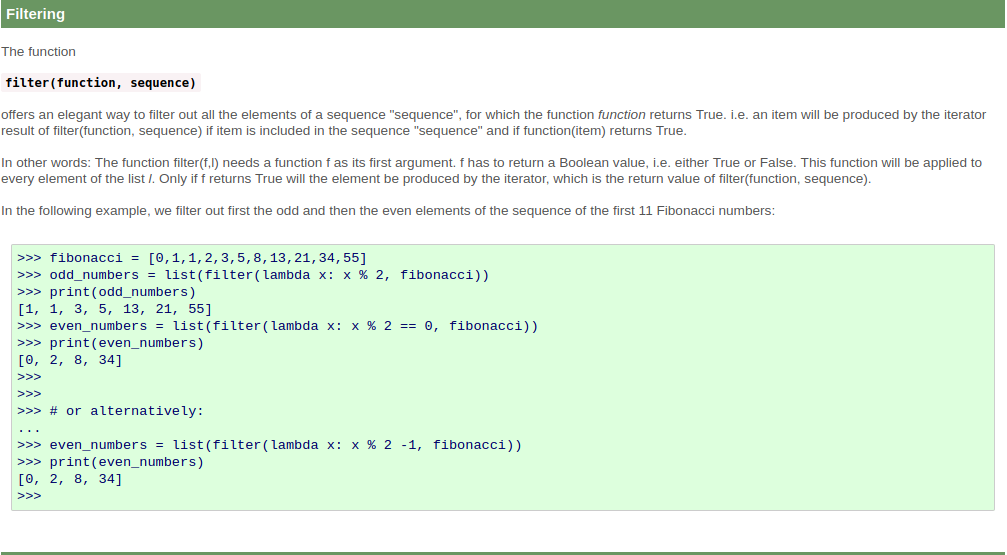 Filtering
The function
filter(function, sequence)
offers an elegant way to filter out all the elements of a sequence "sequence", for which the function function returns True. i.e. an item will be produced by the iterator
result of filter(function, sequence) if item is included in the sequence "sequence" and if function(item) returns True.
In other words: The function filter(f,l) needs a function f as its first argument. f has to return a Boolean value, i.e. either True or False. This function will be applied to
every element of the list l. Only if f returns True will the element be produced by the iterator, which is the return value of filter(function, sequence).
In the following example, we filter out first the odd and then the even elements of the sequence of the first 11 Fibonacci numbers:
>>> fibonacci = [0,1,1,2,3,5,8,13,21,34,55]
>>> odd_numbers = list(filter(lambda x: x % 2, fibonacci))
>>> print(odd_numbers)
[1, 1, 3, 5, 13, 21, 55]
>>> even_numbers = list(filter(lambda x: x % 2 == 0, fibonacci))
>>> print(even_numbers)
[0, 2, 8, 34]
>>>
>>>
>>> # or alternatively:
...
>>> even_numbers = list(filter(lambda x: x % 2 -1, fibonacci))
>>> print(even_numbers)
[0, 2, 8, 34]
>>>